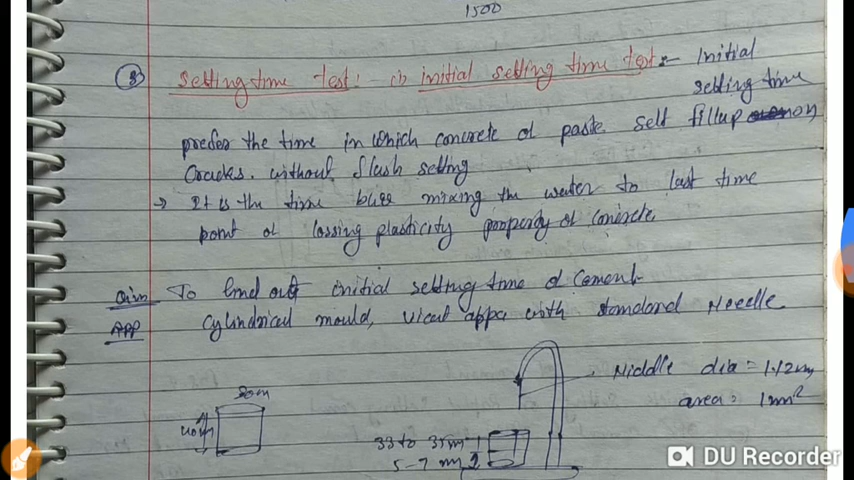 1500
③ Setting time test: (i) initial setting time test:- Initial
setting time
prefer the time in which concrete of paste self fillup any
Cracks. without flash setting
→ It is the time b/w mixing the water to last time
point of lossing plasticity property of concrete
Aim To find out initial setting time of Cement
APP Cylindrical mould, vicat appa with standard Needle
80mm
40mm
Niddle dia = 1.12mm
area = 1mm²
33 to 35mm
5-7 mm
DU Recorder